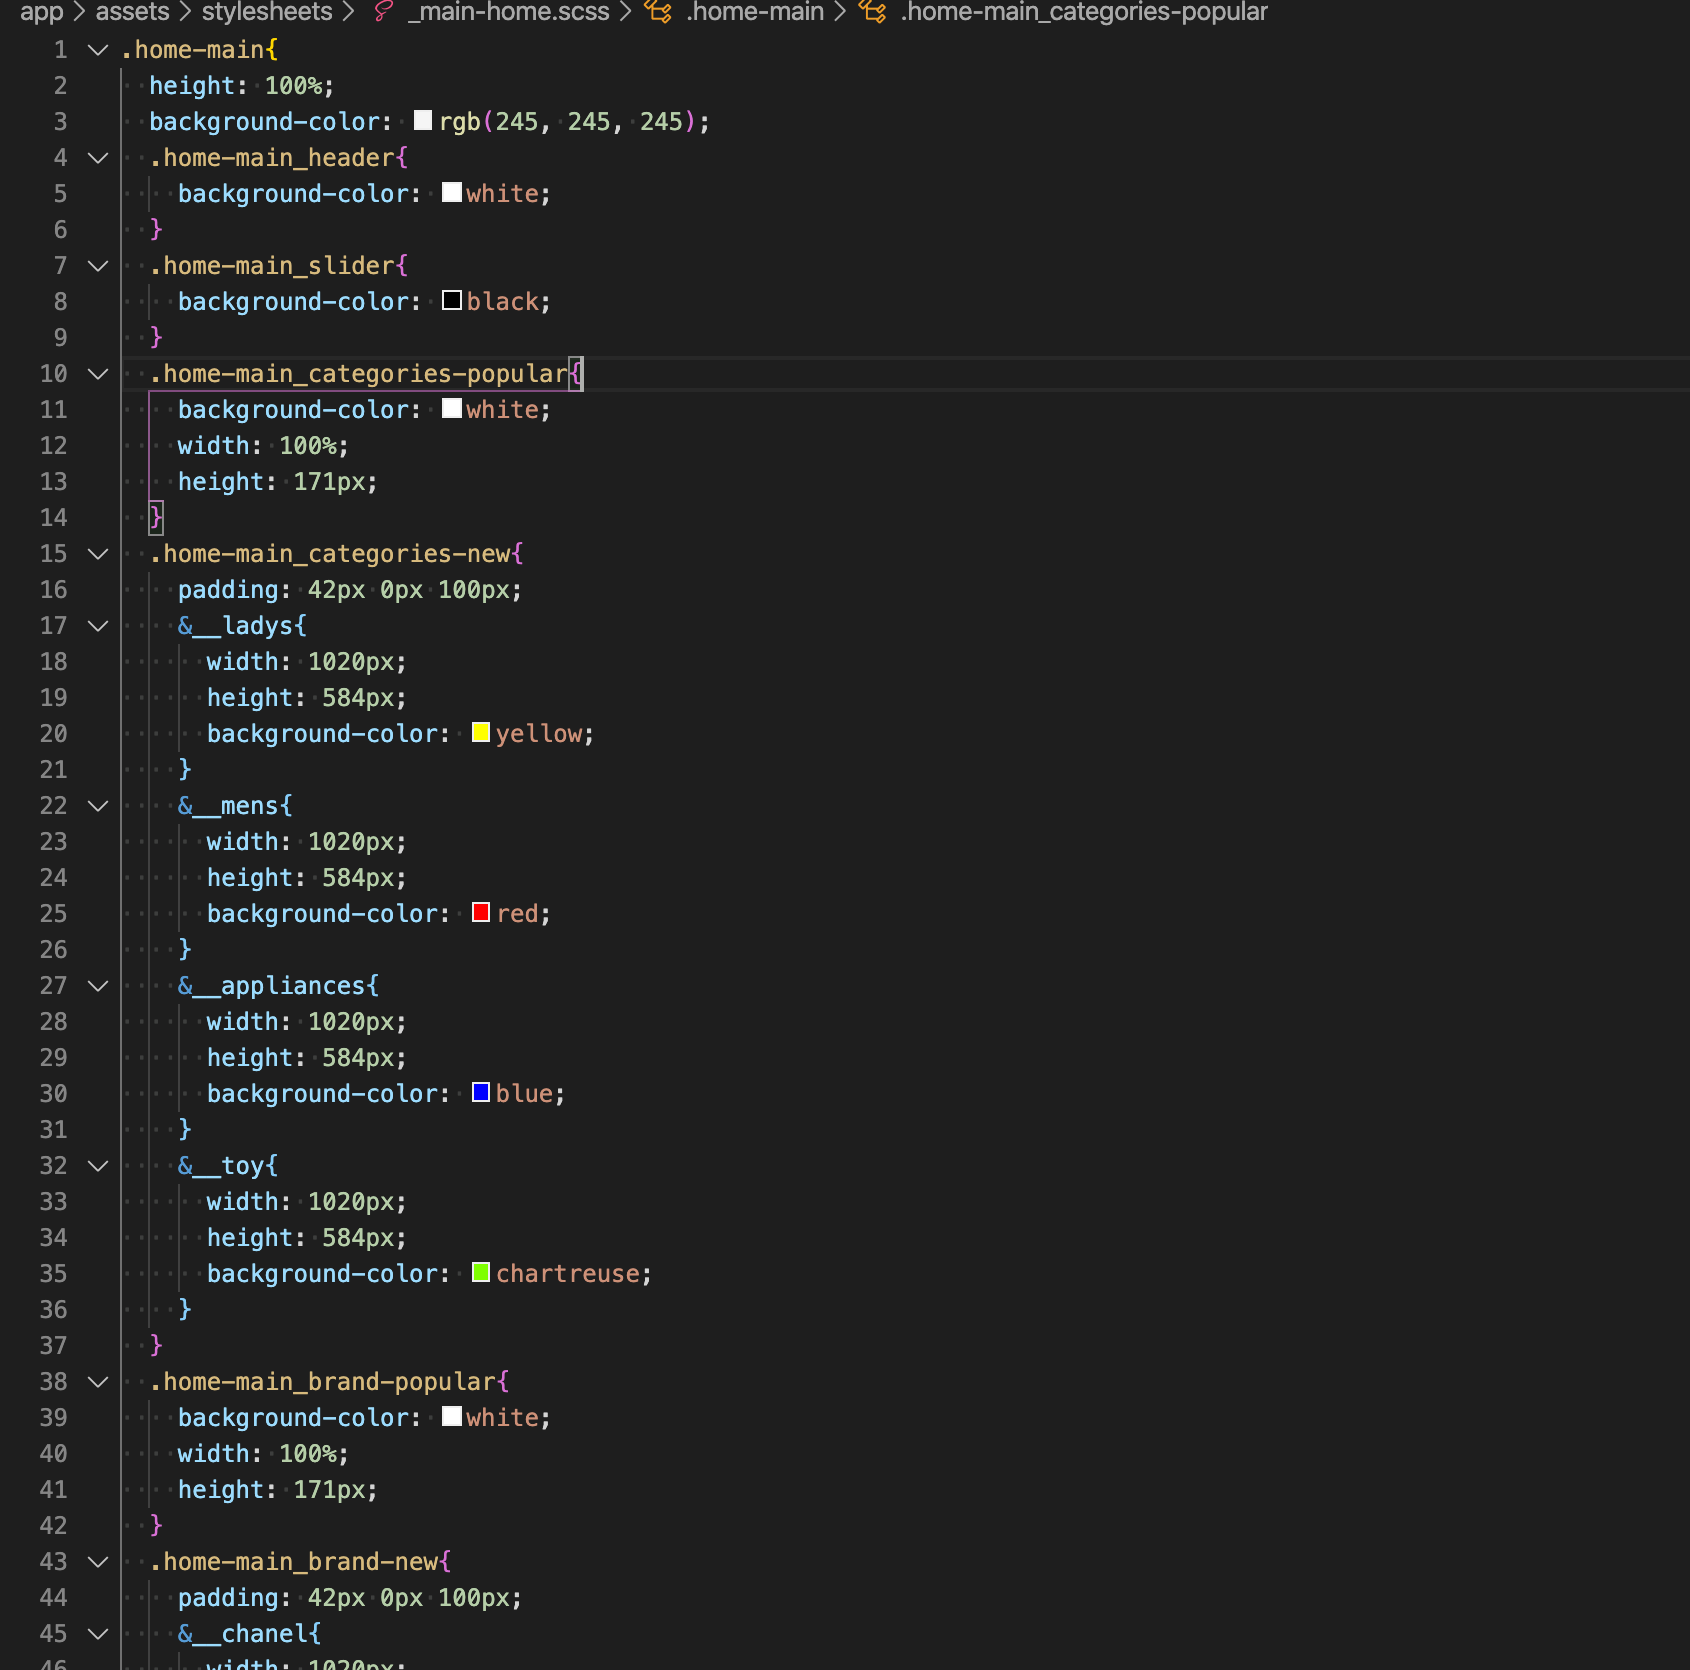 app > assets > stylesheets > _main-home.scss > .home-main > .home-main_categories-popular
1 .home-main{
2 height: 100%;
3 background-color: rgb(245, 245, 245);
4 .home-main_header{
5 background-color: white;
6 }
7 .home-main_slider{
8 background-color: black;
9 }
10 .home-main_categories-popular{
11 background-color: white;
12 width: 100%;
13 height: 171px;
14 }
15 .home-main_categories-new{
16 padding: 42px 0px 100px;
17 &__ladys{
18 width: 1020px;
19 height: 584px;
20 background-color: yellow;
21 }
22 &__mens{
23 width: 1020px;
24 height: 584px;
25 background-color: red;
26 }
27 &__appliances{
28 width: 1020px;
29 height: 584px;
30 background-color: blue;
31 }
32 &__toy{
33 width: 1020px;
34 height: 584px;
35 background-color: chartreuse;
36 }
37 }
38 .home-main_brand-popular{
39 background-color: white;
40 width: 100%;
41 height: 171px;
42 }
43 .home-main_brand-new{
44 padding: 42px 0px 100px;
45 &__chanel{
46 width: 1020px;